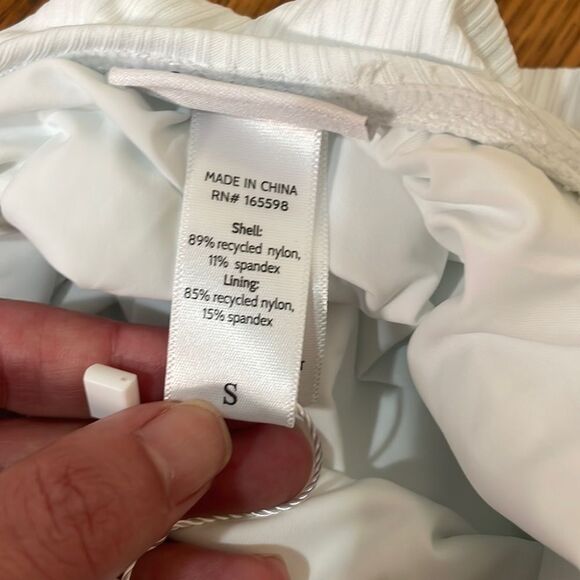 MADE IN CHINA
RN# 165598
Shell:
89% recycled nylon,
11% spandex
Lining:
85% recycled nylon,
15% spandex
S